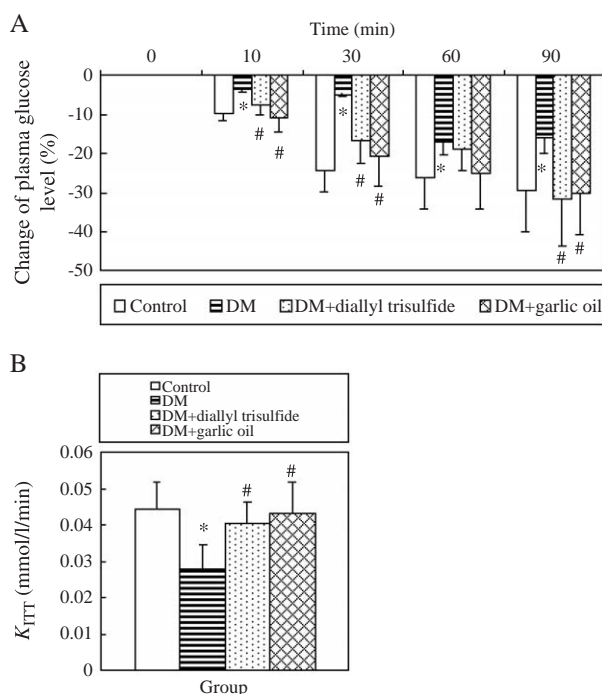 A
Time (min)
0 10 30 60 90
0
-10
-20
-30
-40
-50
Change of plasma glucose
level (%)
* # #
* # #
*
* # #
Control DM DM+diallyl trisulfide DM+garlic oil
B
Control
DM
DM+diallyl trisulfide
DM+garlic oil
0.06
0.05
0.04
0.03
0.02
0.01
0
K_ITT (mmol/l/min)
* # #
Group